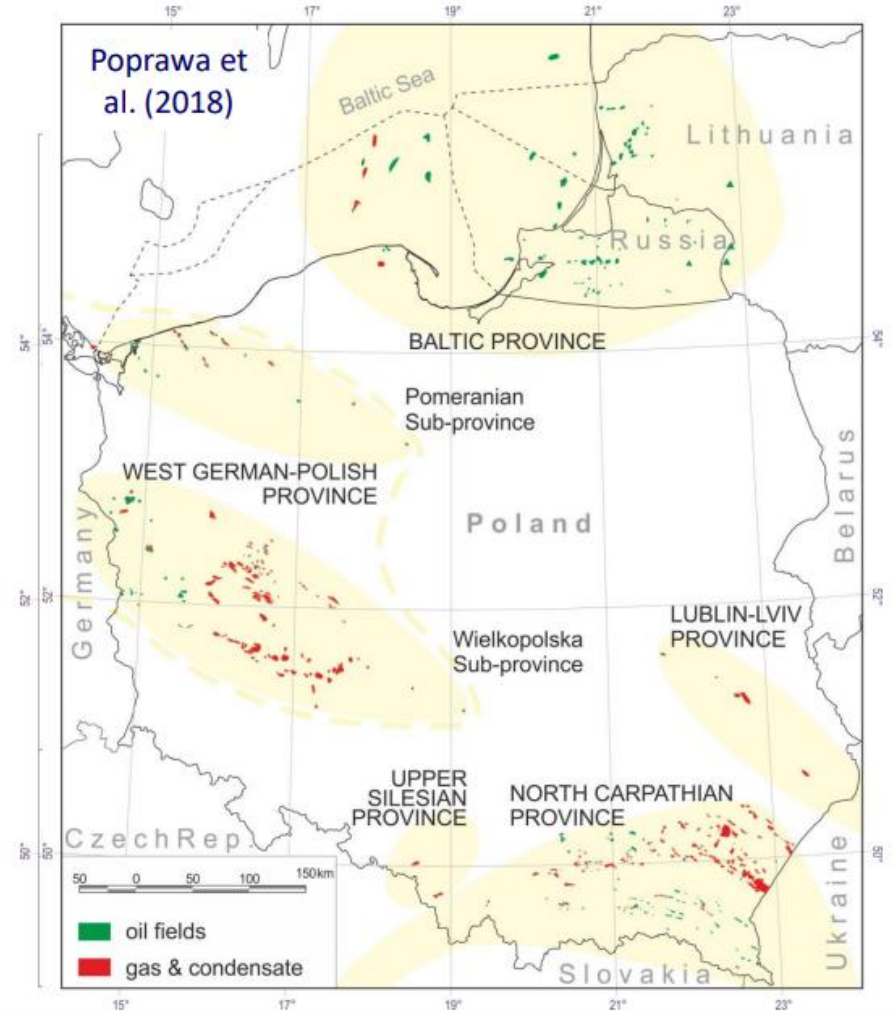 15°
17°
19°
21°
23°
Poprawa et
al. (2018)
Baltic Sea
Lithuania
Russia
54°
54°
BALTIC PROVINCE
Pomeranian
Sub-province
WEST GERMAN-POLISH
PROVINCE
Poland
Belarus
Germany
52°
52°
LUBLIN-LVIV
PROVINCE
Wielkopolska
Sub-province
UPPER
SILESIAN
PROVINCE
NORTH CARPATHIAN
PROVINCE
Czech Rep.
50°
50°
Ukraine
50 0 50 100 150km
oil fields
gas & condensate
Slovakia
15°
17°
19°
21°
23°